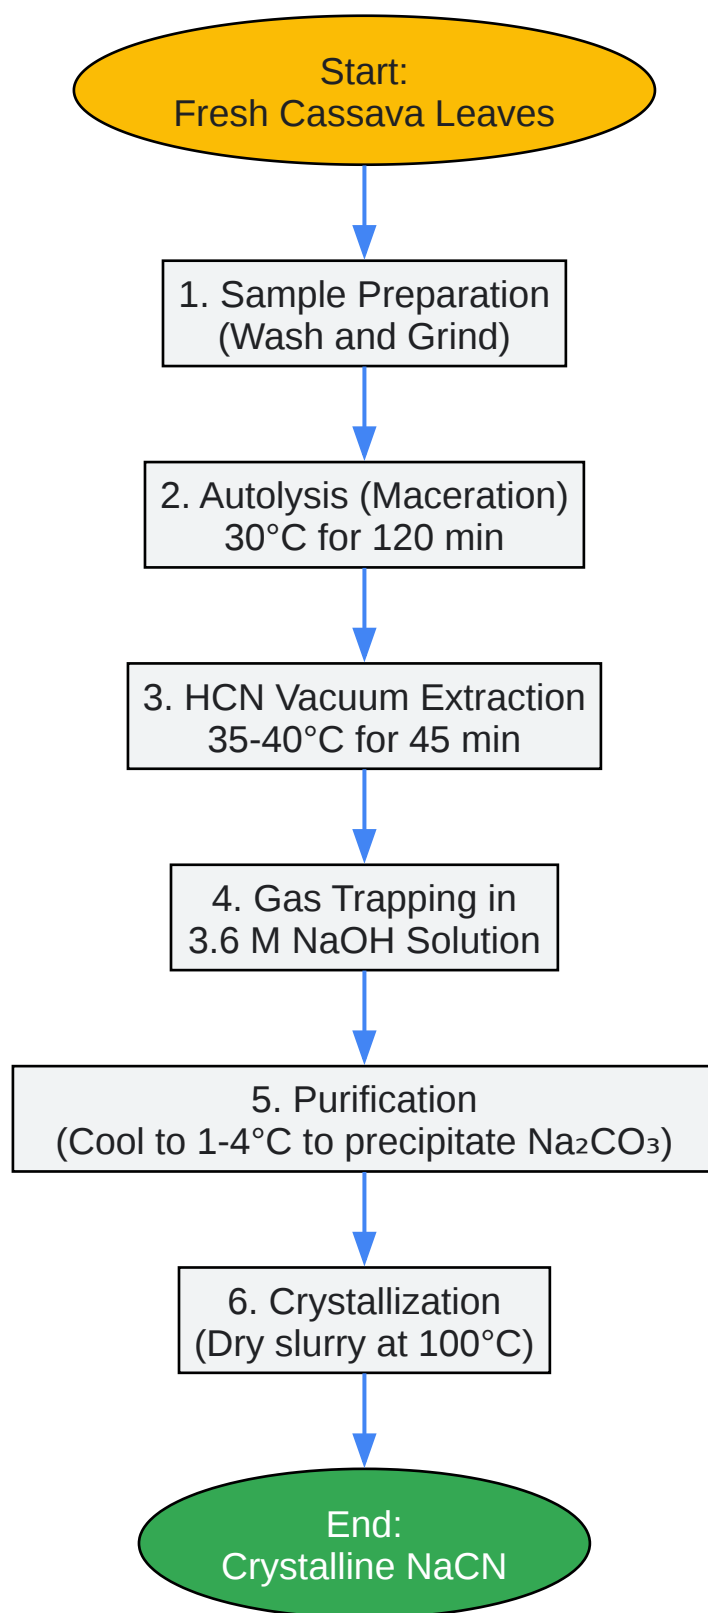 Start:
Fresh Cassava Leaves
1. Sample Preparation
(Wash and Grind)
2. Autolysis (Maceration)
30°C for 120 min
3. HCN Vacuum Extraction
35-40°C for 45 min
4. Gas Trapping in
3.6 M NaOH Solution
5. Purification
(Cool to 1-4°C to precipitate Na₂CO₃)
6. Crystallization
(Dry slurry at 100°C)
End:
Crystalline NaCN